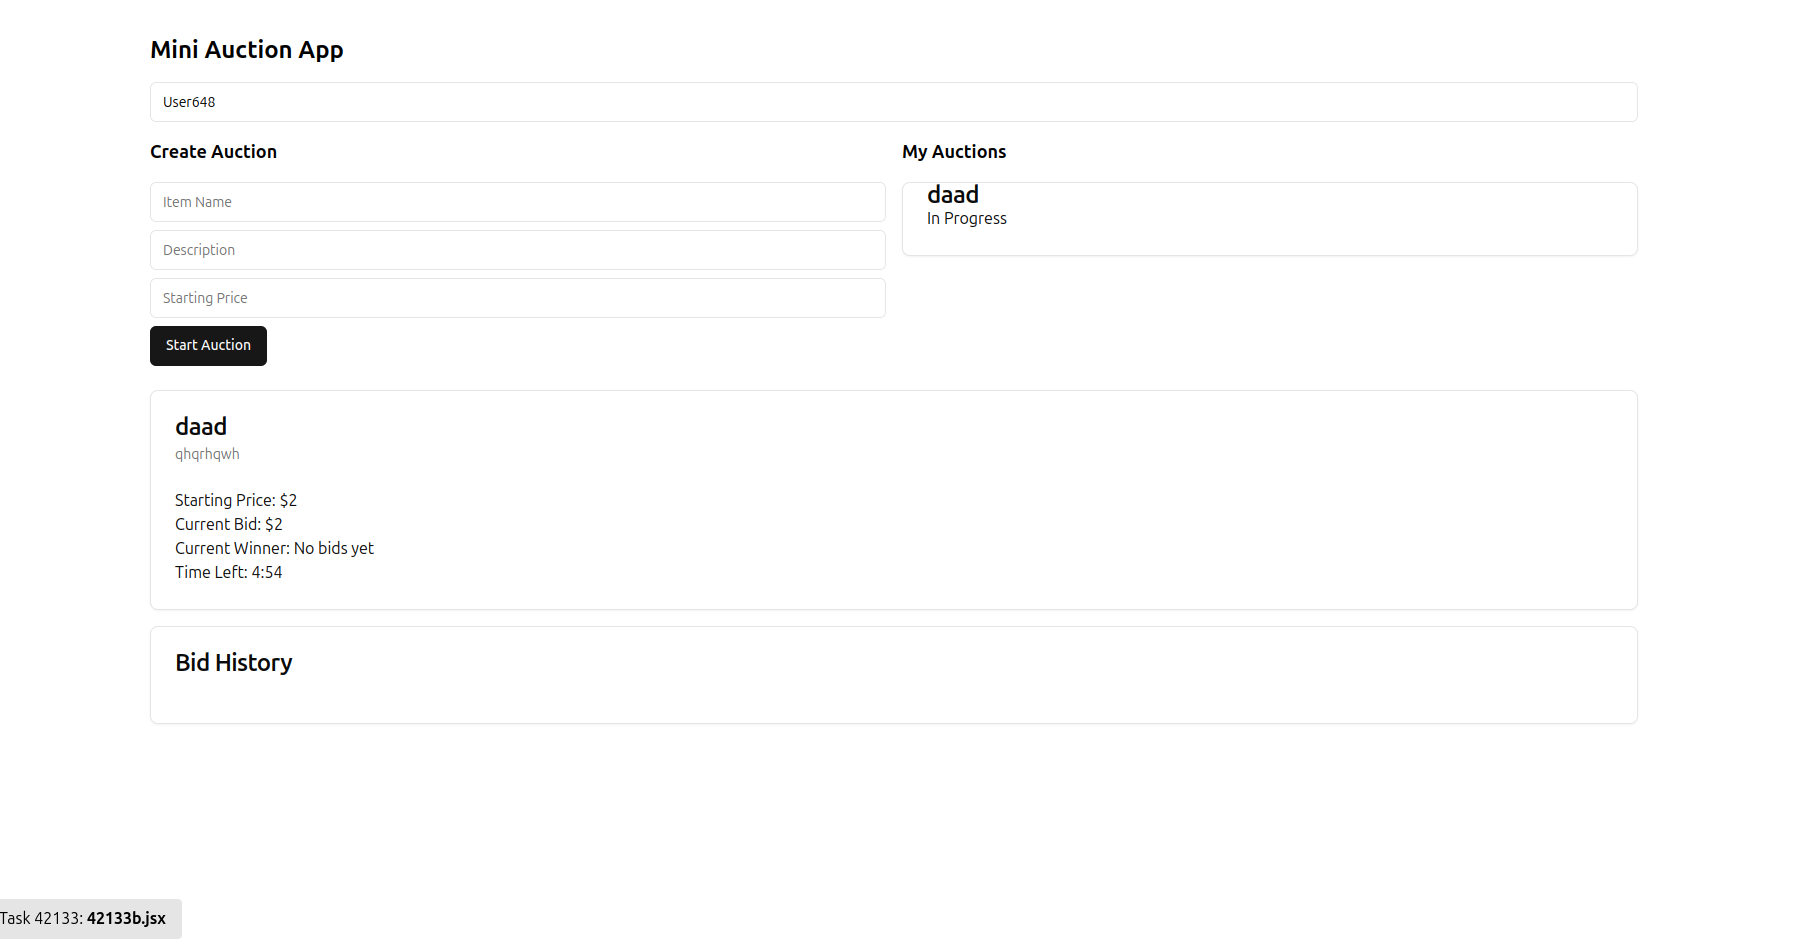 Mini Auction App
User648
Create Auction
Item Name
Description
Starting Price
Start Auction
My Auctions
daad
In Progress
daad
qhqrhqwh
Starting Price: $2
Current Bid: $2
Current Winner: No bids yet
Time Left: 4:54
Bid History
Task 42133: 42133b.jsx